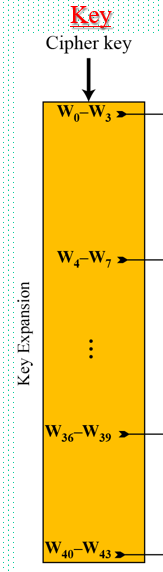 Key
Cipher key
W₀–W₃
W₄–W₇
Key Expansion
⋮
W₃₆–W₃₉
W₄₀–W₄₃